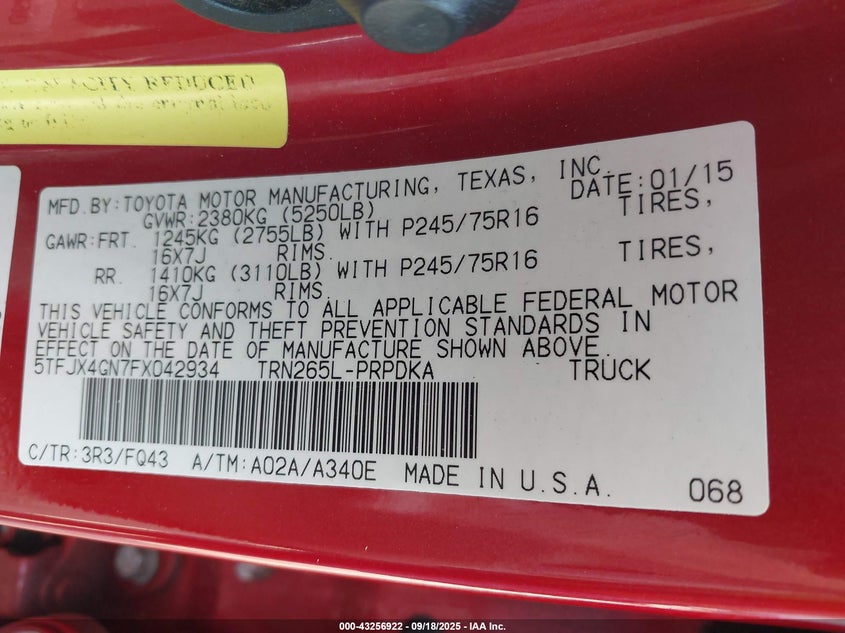 CAPACITY REDUCED
MFD.BY:TOYOTA MOTOR MANUFACTURING, TEXAS, INC. DATE:01/15
GVWR:2380KG (5250LB)
GAWR:FRT. 1245KG (2755LB) WITH P245/75R16 TIRES,
16X7J RIMS
RR. 1410KG (3110LB) WITH P245/75R16 TIRES,
16X7J RIMS
THIS VEHICLE CONFORMS TO ALL APPLICABLE FEDERAL MOTOR
VEHICLE SAFETY AND THEFT PREVENTION STANDARDS IN
EFFECT ON THE DATE OF MANUFACTURE SHOWN ABOVE.
5TFJX4GN7FX042934 TRN265L-PRPDKA TRUCK
C/TR:3R3/FQ43 A/TM:A02A/A340E MADE IN U.S.A. 068
000-43256922 - 09/18/2025 - IAA Inc.